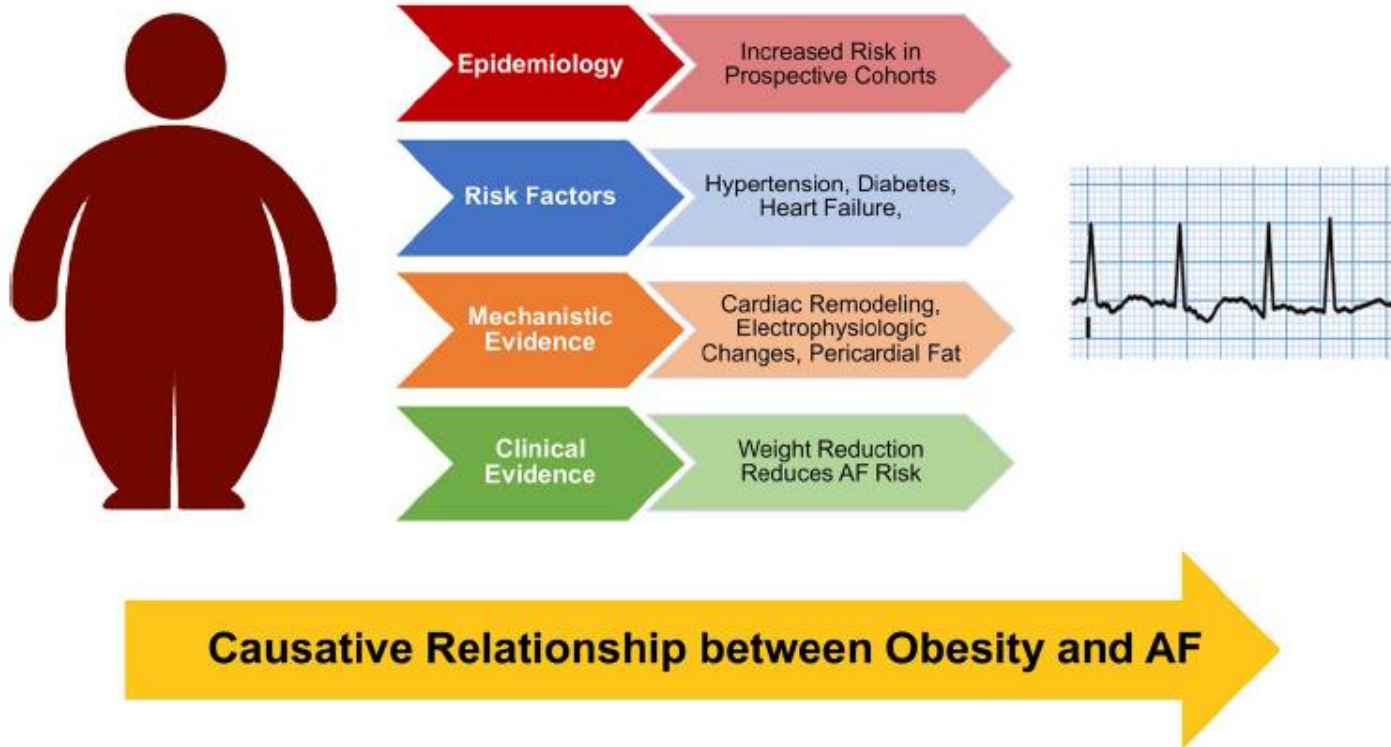 Epidemiology
Increased Risk in
Prospective Cohorts
Risk Factors
Hypertension, Diabetes,
Heart Failure,
Mechanistic
Evidence
Cardiac Remodeling,
Electrophysiologic
Changes, Pericardial Fat
I
Clinical
Evidence
Weight Reduction
Reduces AF Risk
Causative Relationship between Obesity and AF